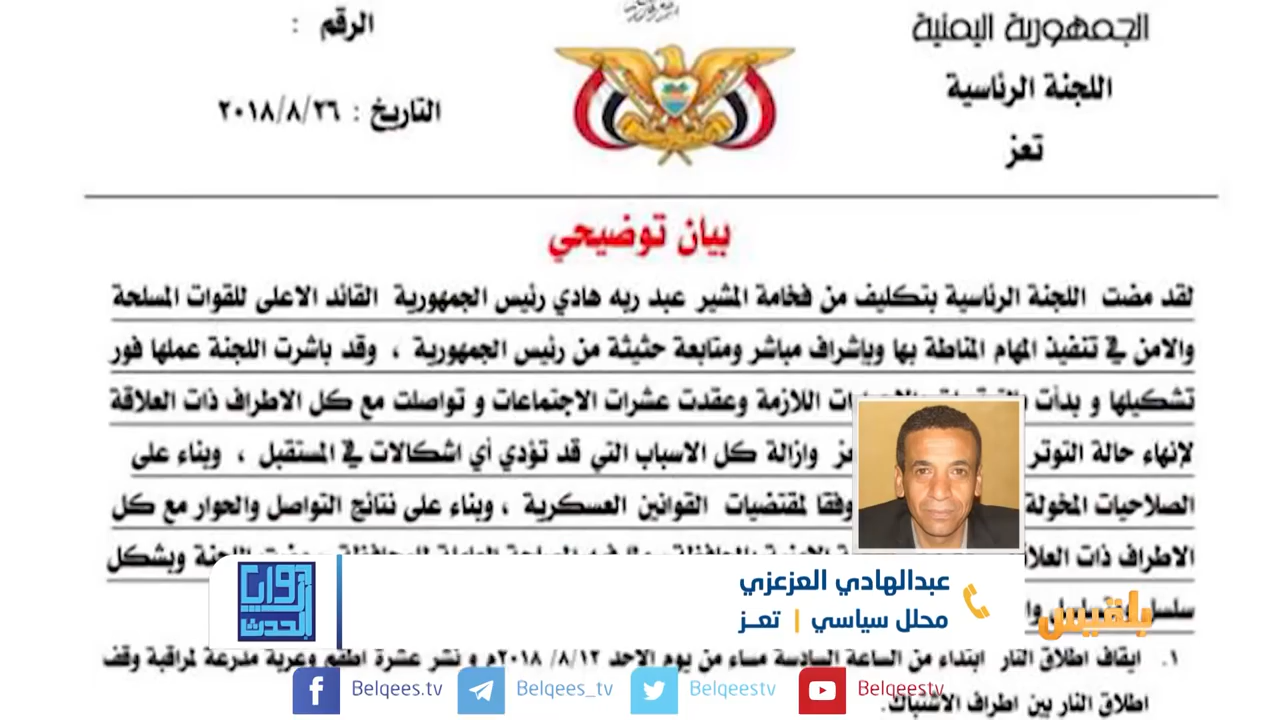 الجمهورية اليمنية
اللجنة الرئاسية
تعز
الرقم :
التاريخ : ٢٠١٨/٨/٢٦
بيان توضيحي
لقد مضت اللجنة الرئاسية بتكليف من فخامة المشير عبد ربه هادي رئيس الجمهورية القائد الاعلى للقوات المسلحة
والامن في تنفيذ المهام المناطة بها وبإشراف مباشر ومتابعة حثيثة من رئيس الجمهورية ، وقد باشرت اللجنة عملها فور
تشكيلها و بدأت اللازمة وعقدت عشرات الاجتماعات و تواصلت مع كل الاطراف ذات العلاقة
لإنهاء حالة التوتر وازالة كل الاسباب التي قد تؤدي أي اشكالات في المستقبل ، وبناء على
الصلاحيات المخولة وفقا لمقتضيات القوانين العسكرية ، وبناء على نتائج التواصل والحوار مع كل
الاطراف ذات اللجنة وبشكل
سلس
١. ايقاف اطلاق النار ابتداء من الساعة السادسة مساء من يوم الاحد ٢٠١٨/٨/١٢م و نشر عشرة اطقم وعربة مدرعة لمراقبة وقف
اطلاق النار بين اطراف الاشتباك.
عبدالهادي العزعزي
محلل سياسي | تعز
زوايا الحدث
بلقيس
Belqees.tv
Belqees_tv
Belqeestv
Belqeestv